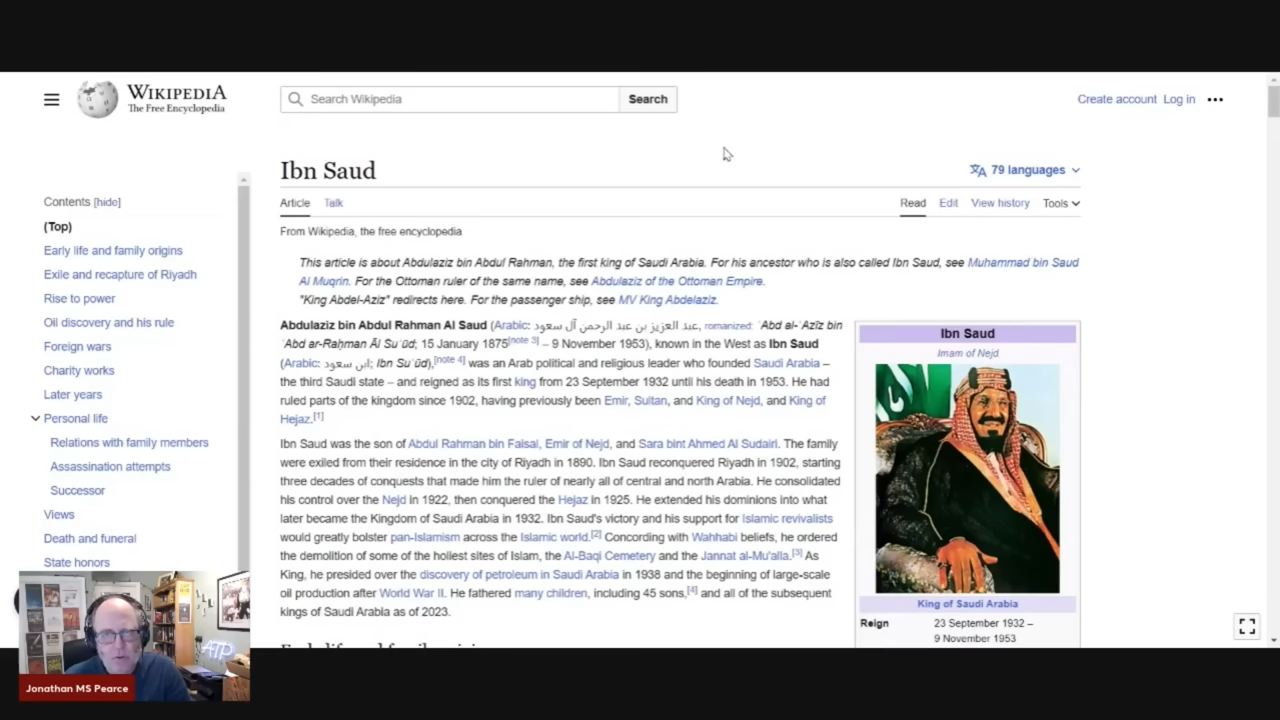 WIKIPEDIA
The Free Encyclopedia
Search Wikipedia
Search
Create account Log in
Ibn Saud
79 languages
Article Talk
Read Edit View history Tools
From Wikipedia, the free encyclopedia
Contents [hide]
(Top)
Early life and family origins
Exile and recapture of Riyadh
Rise to power
Oil discovery and his rule
Foreign wars
Charity works
Later years
Personal life
Relations with family members
Assassination attempts
Successor
Views
Death and funeral
State honors
This article is about Abdulaziz bin Abdul Rahman, the first king of Saudi Arabia. For his ancestor who is also called Ibn Saud, see Muhammad bin Saud
Al Muqrin. For the Ottoman ruler of the same name, see Abdulaziz of the Ottoman Empire.
"King Abdel-Aziz" redirects here. For the passenger ship, see MV King Abdelaziz.
Abdulaziz bin Abdul Rahman Al Saud (Arabic: عبد العزيز بن عبد الرحمن آل سعود, romanized: ʿAbd al-ʿAzīz bin
ʿAbd ar-Raḥman Āl Suʿūd; 15 January 1875[note 3] – 9 November 1953), known in the West as Ibn Saud
(Arabic: ابن سعود; Ibn Suʿūd),[note 4] was an Arab political and religious leader who founded Saudi Arabia –
the third Saudi state – and reigned as its first king from 23 September 1932 until his death in 1953. He had
ruled parts of the kingdom since 1902, having previously been Emir, Sultan, and King of Nejd, and King of
Hejaz.[1]
Ibn Saud was the son of Abdul Rahman bin Faisal, Emir of Nejd, and Sara bint Ahmed Al Sudairi. The family
were exiled from their residence in the city of Riyadh in 1890. Ibn Saud reconquered Riyadh in 1902, starting
three decades of conquests that made him the ruler of nearly all of central and north Arabia. He consolidated
his control over the Nejd in 1922, then conquered the Hejaz in 1925. He extended his dominions into what
later became the Kingdom of Saudi Arabia in 1932. Ibn Saud's victory and his support for Islamic revivalists
would greatly bolster pan-Islamism across the Islamic world.[2] Concording with Wahhabi beliefs, he ordered
the demolition of some of the holiest sites of Islam, the Al-Baqi Cemetery and the Jannat al-Mu'alla.[3] As
King, he presided over the discovery of petroleum in Saudi Arabia in 1938 and the beginning of large-scale
oil production after World War II. He fathered many children, including 45 sons,[4] and all of the subsequent
kings of Saudi Arabia as of 2023.
Ibn Saud
Imam of Nejd
King of Saudi Arabia
Reign 23 September 1932 –
9 November 1953
ATP
Jonathan MS Pearce